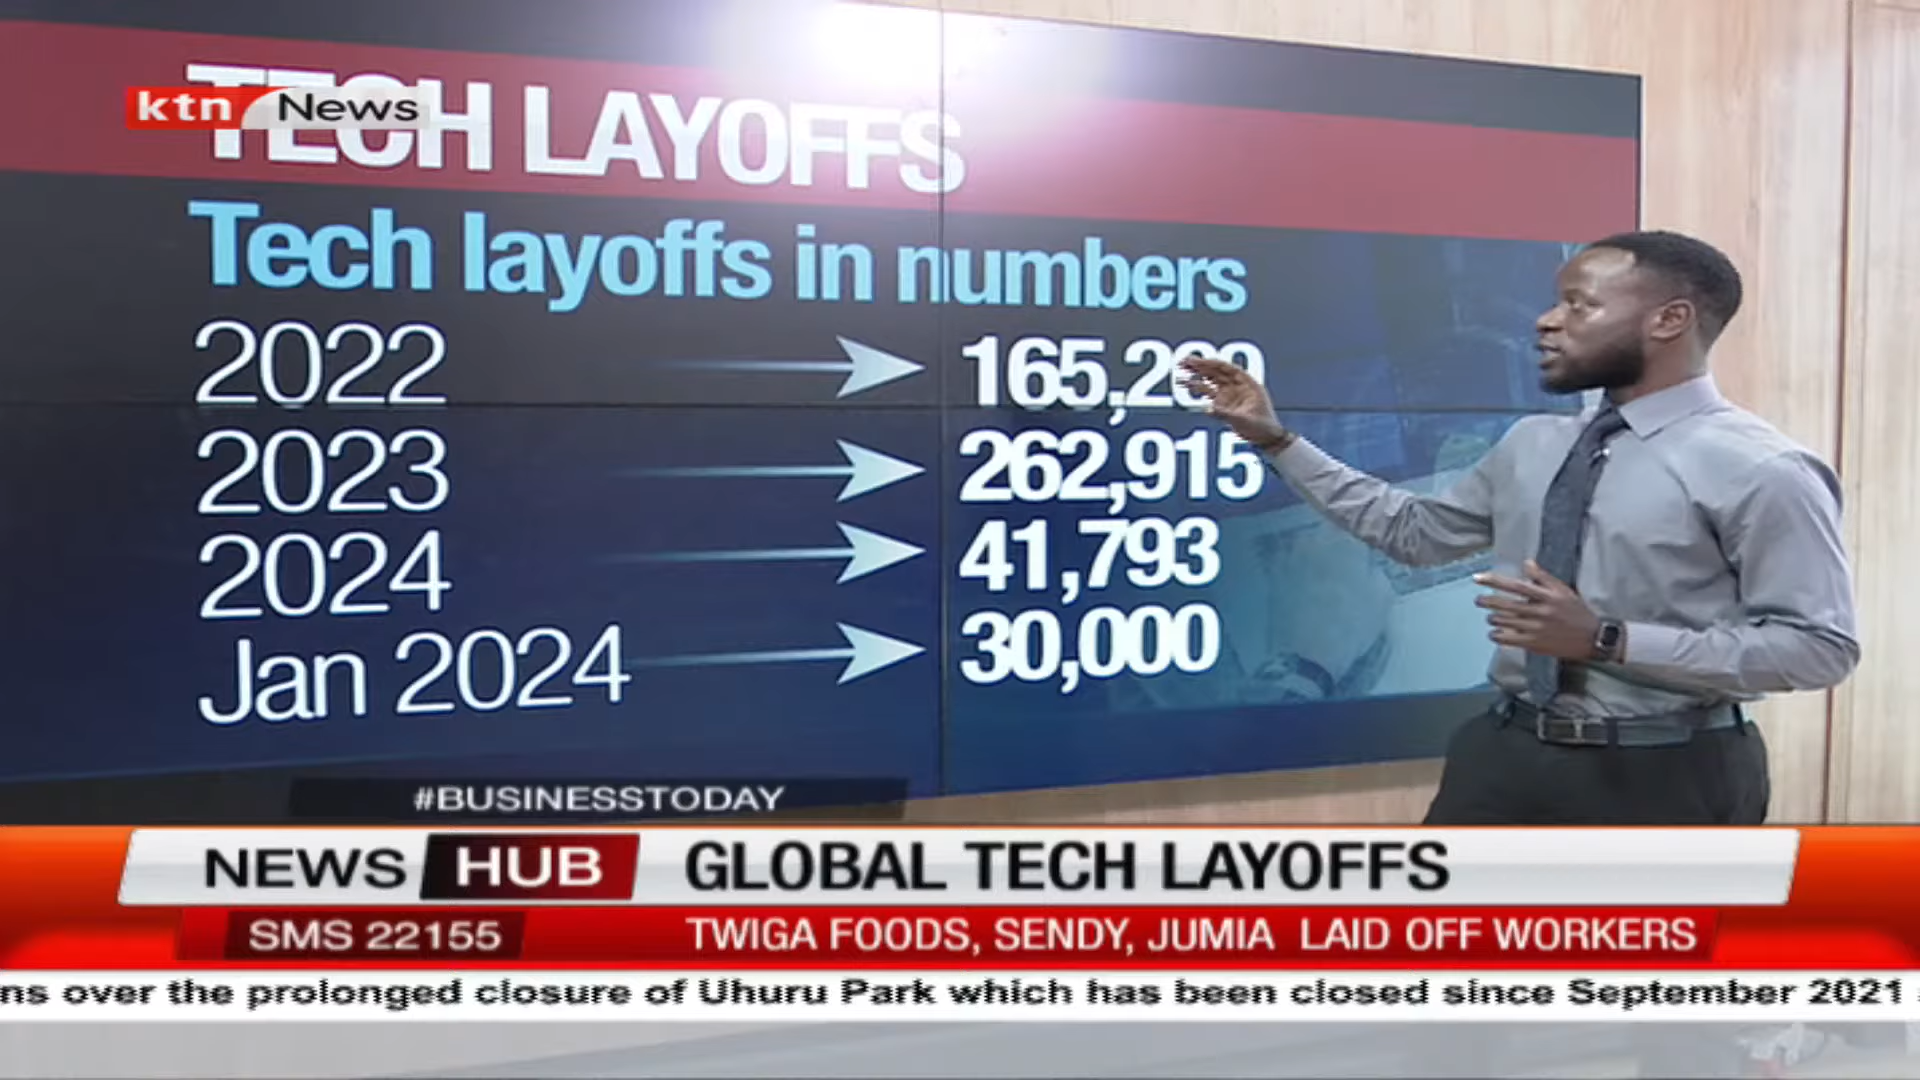 ktn News
TECH LAYOFFS
Tech layoffs in numbers
2022
2023 262,915
2024 41,793
Jan 2024 30,000
#BUSINESSTODAY
NEWS HUB GLOBAL TECH LAYOFFS
SMS 22155 TWIGA FOODS, SENDY, JUMIA LAID OFF WORKERS
over the prolonged closure of Uhuru Park which has been closed since September 2021